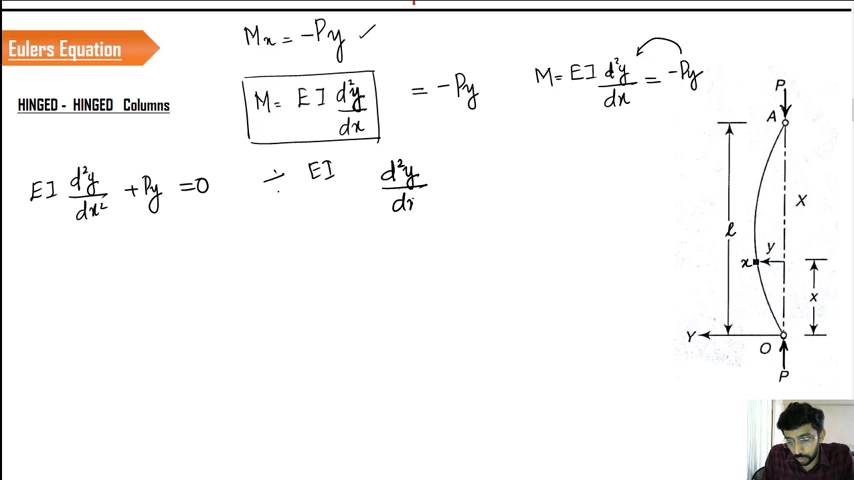 Mx = -Py ✓
Eulers Equation
M = EI d²y/dx = -Py
M = EI d²y/dx = -Py
HINGED - HINGED Columns
EI d²y/dx² + Py = 0 ÷ EI d²y/dx
P
A
X
l
y
x
x
Y
O
P